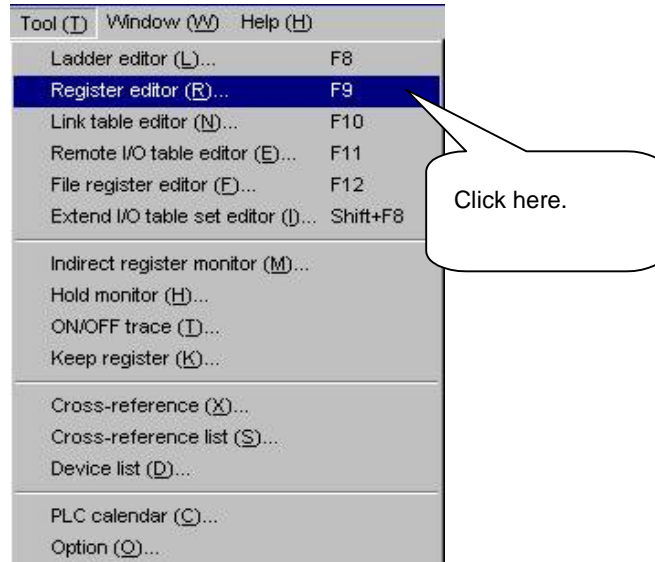 Tool (T) Window (W) Help (H)
Ladder editor (L)... F8
Register editor (R)... F9
Link table editor (N)... F10
Remote I/O table editor (E)... F11
File register editor (F)... F12
Extend I/O table set editor (I)... Shift+F8
Click here.
Indirect register monitor (M)...
Hold monitor (H)...
ON/OFF trace (T)...
Keep register (K)...
Cross-reference (X)...
Cross-reference list (S)...
Device list (D)...
PLC calendar (C)...
Option (O)...